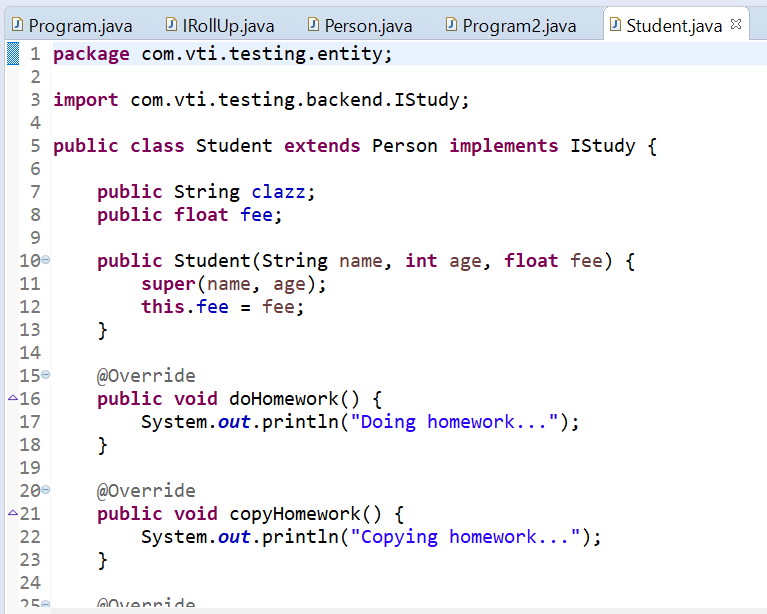 Program.java IRollUp.java Person.java Program2.java Student.java
1 package com.vti.testing.entity;
2
3 import com.vti.testing.backend.IStudy;
4
5 public class Student extends Person implements IStudy {
6
7     public String clazz;
8     public float fee;
9
10     public Student(String name, int age, float fee) {
11         super(name, age);
12         this.fee = fee;
13     }
14
15     @Override
16     public void doHomework() {
17         System.out.println("Doing homework...");
18     }
19
20     @Override
21     public void copyHomework() {
22         System.out.println("Copying homework...");
23     }
24
25     @Override